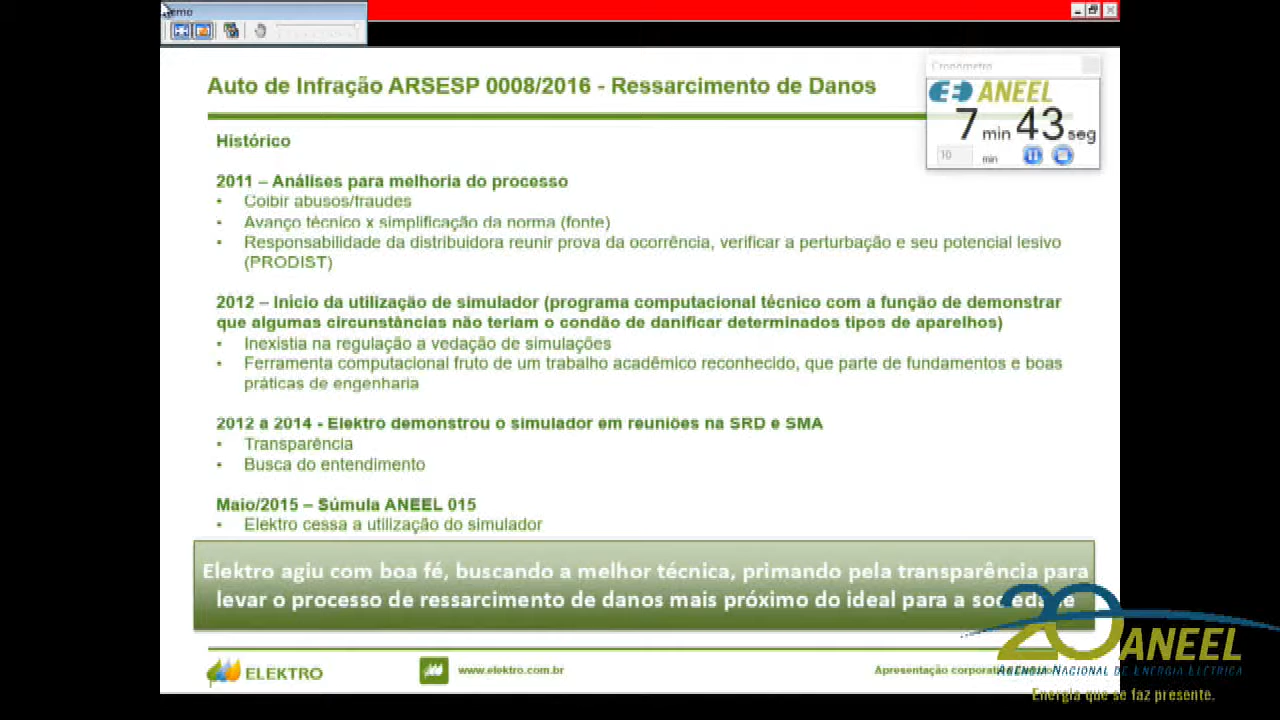 emo
Auto de Infração ARSESP 0008/2016 - Ressarcimento de Danos
Cronômetro
ANEEL
7 min 43 seg
10 min
Histórico
2011 – Análises para melhoria do processo
• Coibir abusos/fraudes
• Avanço técnico x simplificação da norma (fonte)
• Responsabilidade da distribuidora reunir prova da ocorrência, verificar a perturbação e seu potencial lesivo
(PRODIST)
2012 – Início da utilização de simulador (programa computacional técnico com a função de demonstrar
que algumas circunstâncias não teriam o condão de danificar determinados tipos de aparelhos)
• Inexistia na regulação a vedação de simulações
• Ferramenta computacional fruto de um trabalho acadêmico reconhecido, que parte de fundamentos e boas
práticas de engenharia
2012 a 2014 - Elektro demonstrou o simulador em reuniões na SRD e SMA
• Transparência
• Busca do entendimento
Maio/2015 – Súmula ANEEL 015
• Elektro cessa a utilização do simulador
Elektro agiu com boa fé, buscando a melhor técnica, primando pela transparência para
levar o processo de ressarcimento de danos mais próximo do ideal para a sociedade
ELEKTRO
www.elektro.com.br
Apresentação
20 ANEEL
AGENCIA NACIONAL DE ENERGIA ELÉTRICA
Energia que se faz presente.